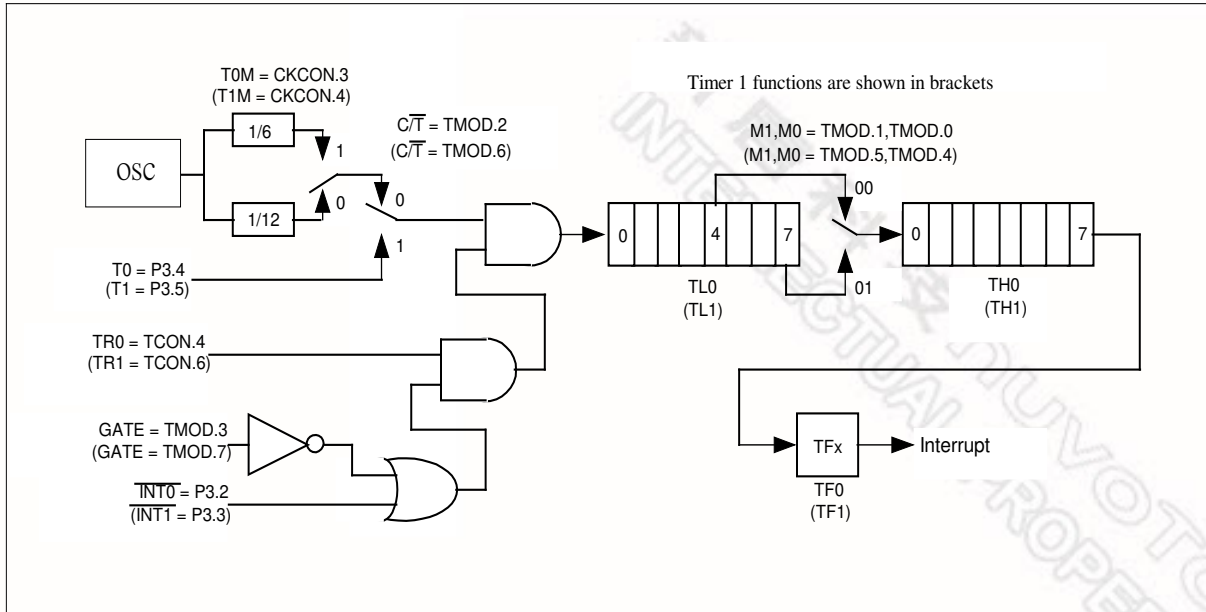 T0M = CKCON.3
(T1M = CKCON.4)
1/6
OSC
1/12
1
0
C/T̅ = TMOD.2
(C/T̅ = TMOD.6)
0
1
T0 = P3.4
(T1 = P3.5)
TR0 = TCON.4
(TR1 = TCON.6)
GATE = TMOD.3
(GATE = TMOD.7)
I̅N̅T̅0̅ = P3.2
(I̅N̅T̅1̅ = P3.3)
Timer 1 functions are shown in brackets
M1,M0 = TMOD.1,TMOD.0
(M1,M0 = TMOD.5,TMOD.4)
00
01
0 4 7
TL0
(TL1)
0 7
TH0
(TH1)
TFx
Interrupt
TF0
(TF1)